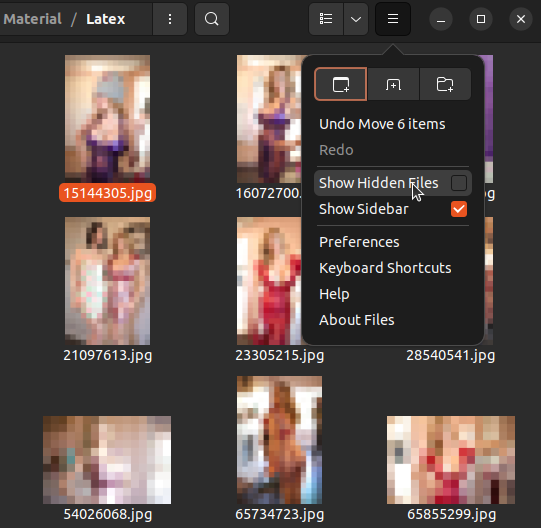 Material / Latex
Undo Move 6 items
Redo
Show Hidden Files
Show Sidebar
Preferences
Keyboard Shortcuts
Help
About Files
15144305.jpg
16072700.
pg
21097613.jpg
23305215.jpg
28540541.jpg
54026068.jpg
65734723.jpg
65855299.jpg